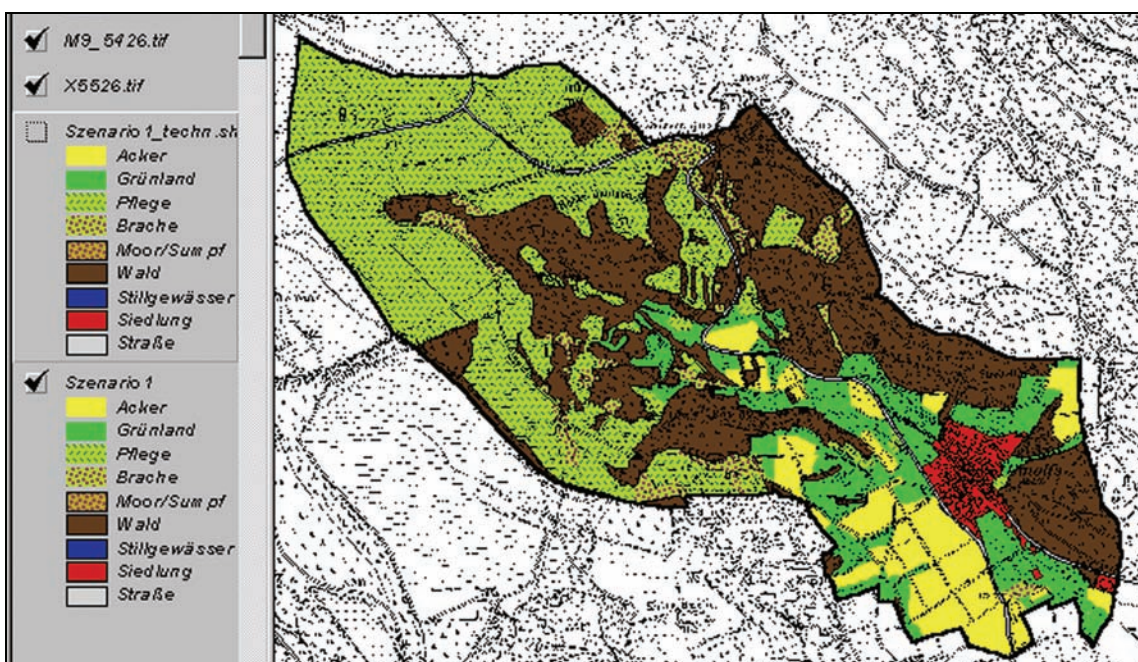 M9_5426.tif
X5526.tif
Szenario 1_techn.sh
Acker
Grünland
Pflege
Brache
Moor/Sumpf
Wald
Stillgewässer
Siedlung
Straße
Szenario 1
Acker
Grünland
Pflege
Brache
Moor/Sumpf
Wald
Stillgewässer
Siedlung
Straße